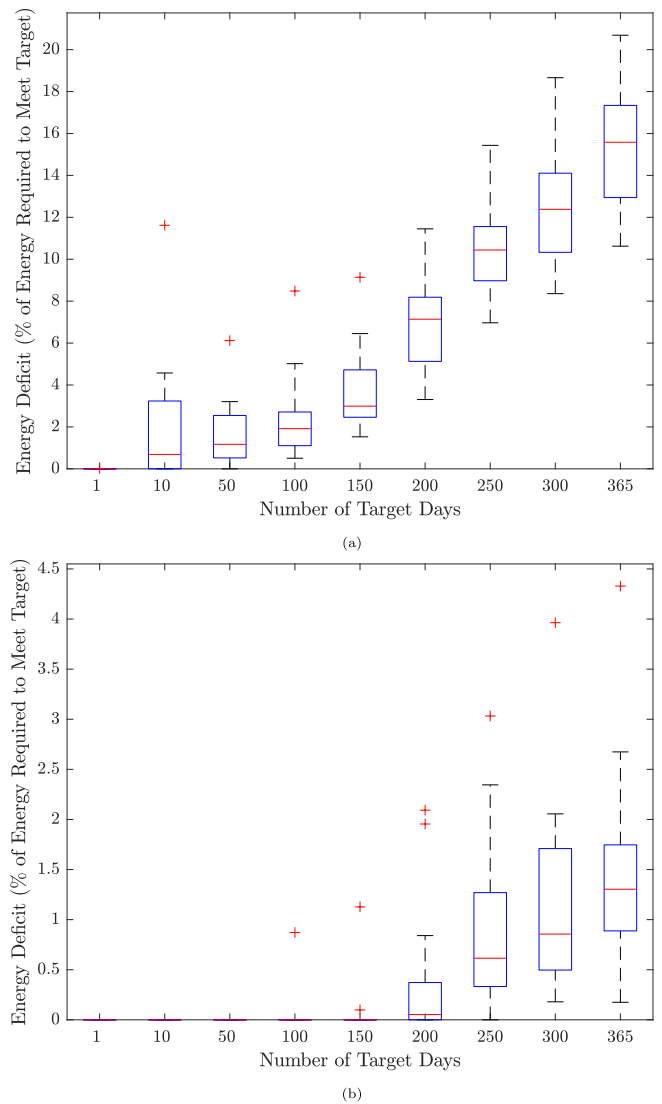 Energy Deficit (% of Energy Required to Meet Target)
20
18
16
14
12
10
8
6
4
2
0
1 10 50 100 150 200 250 300 365
Number of Target Days
(a)
Energy Deficit (% of Energy Required to Meet Target)
4.5
4
3.5
3
2.5
2
1.5
1
0.5
0
1 10 50 100 150 200 250 300 365
Number of Target Days
(b)